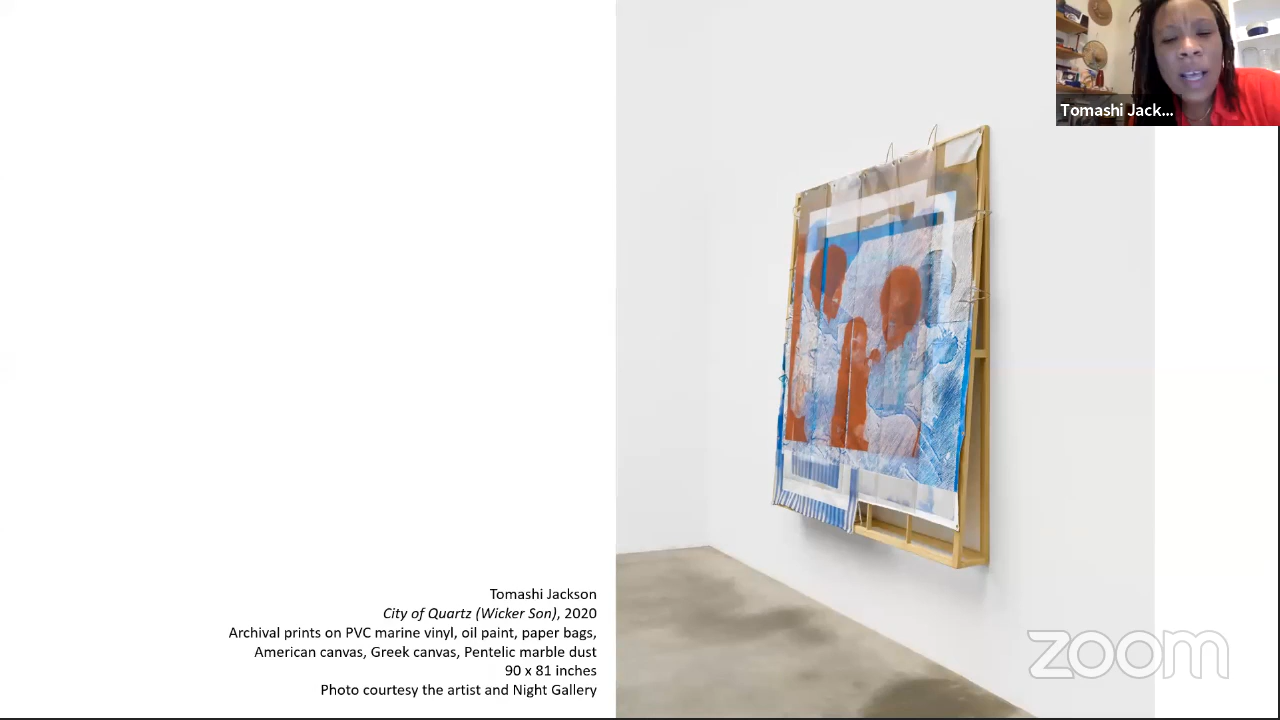 Tomashi Jack...
Tomashi Jackson
City of Quartz (Wicker Son), 2020
Archival prints on PVC marine vinyl, oil paint, paper bags,
American canvas, Greek canvas, Pentelic marble dust
90 x 81 inches
Photo courtesy the artist and Night Gallery
zoom